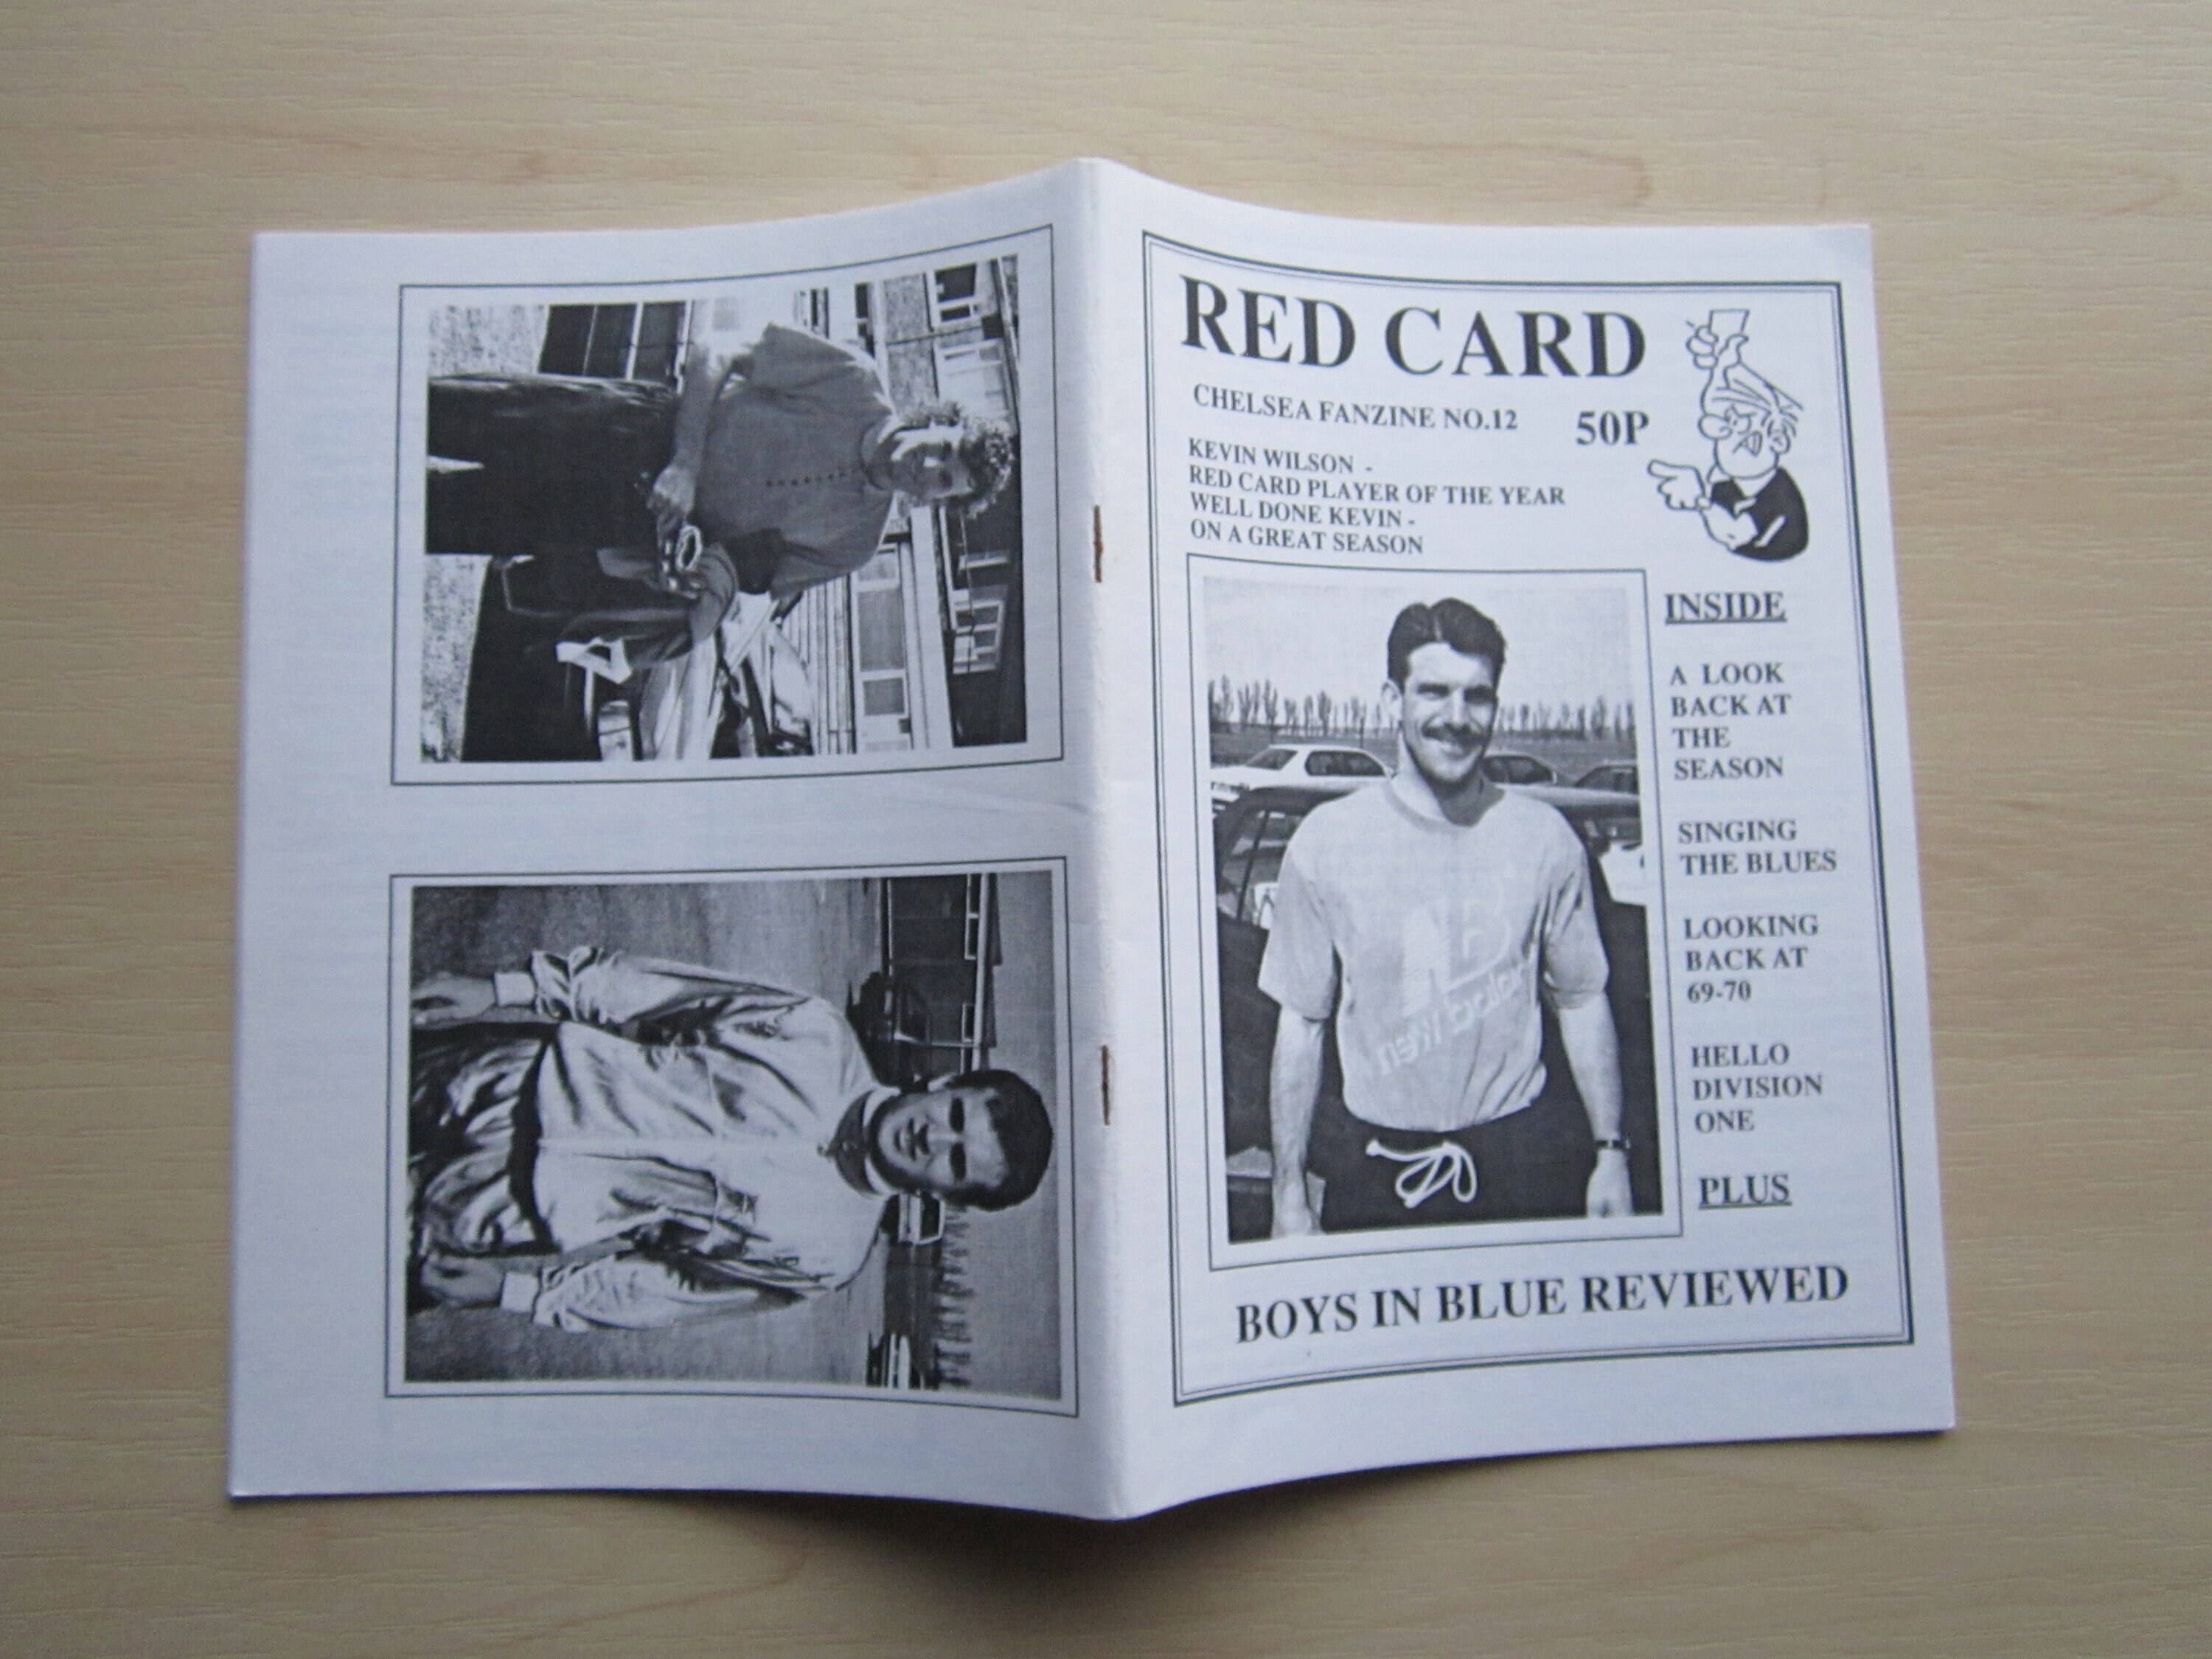 RED CARD
CHELSEA FANZINE NO.12
50P
KEVIN WILSON -
RED CARD PLAYER OF THE YEAR
WELL DONE KEVIN -
ON A GREAT SEASON
new balance
INSIDE
A LOOK
BACK AT
THE
SEASON
SINGING
THE BLUES
LOOKING
BACK AT
69-70
HELLO
DIVISION
ONE
PLUS
BOYS IN BLUE REVIEWED